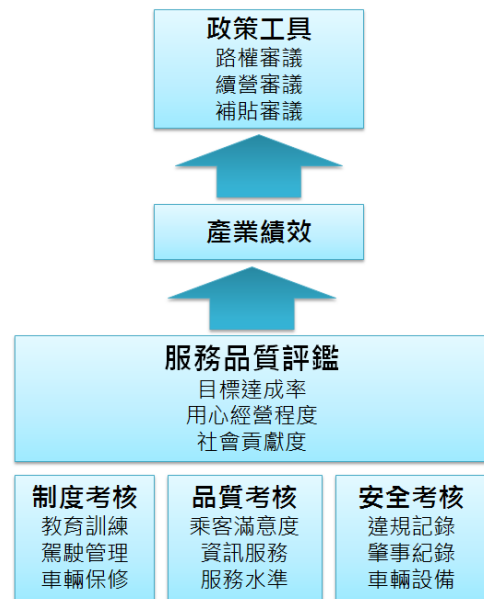 政策工具
路權審議
續營審議
補貼審議
產業績效
服務品質評鑑
目標達成率
用心經營程度
社會貢獻度
制度考核
教育訓練
駕駛管理
車輛保修
品質考核
乘客滿意度
資訊服務
服務水準
安全考核
違規記錄
肇事紀錄
車輛設備